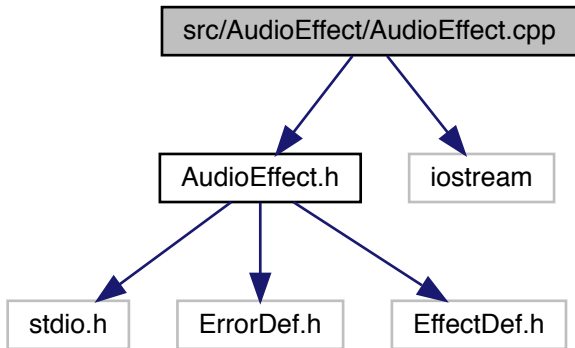 src/AudioEffect/AudioEffect.cpp
AudioEffect.h
iostream
stdio.h
ErrorDef.h
EffectDef.h